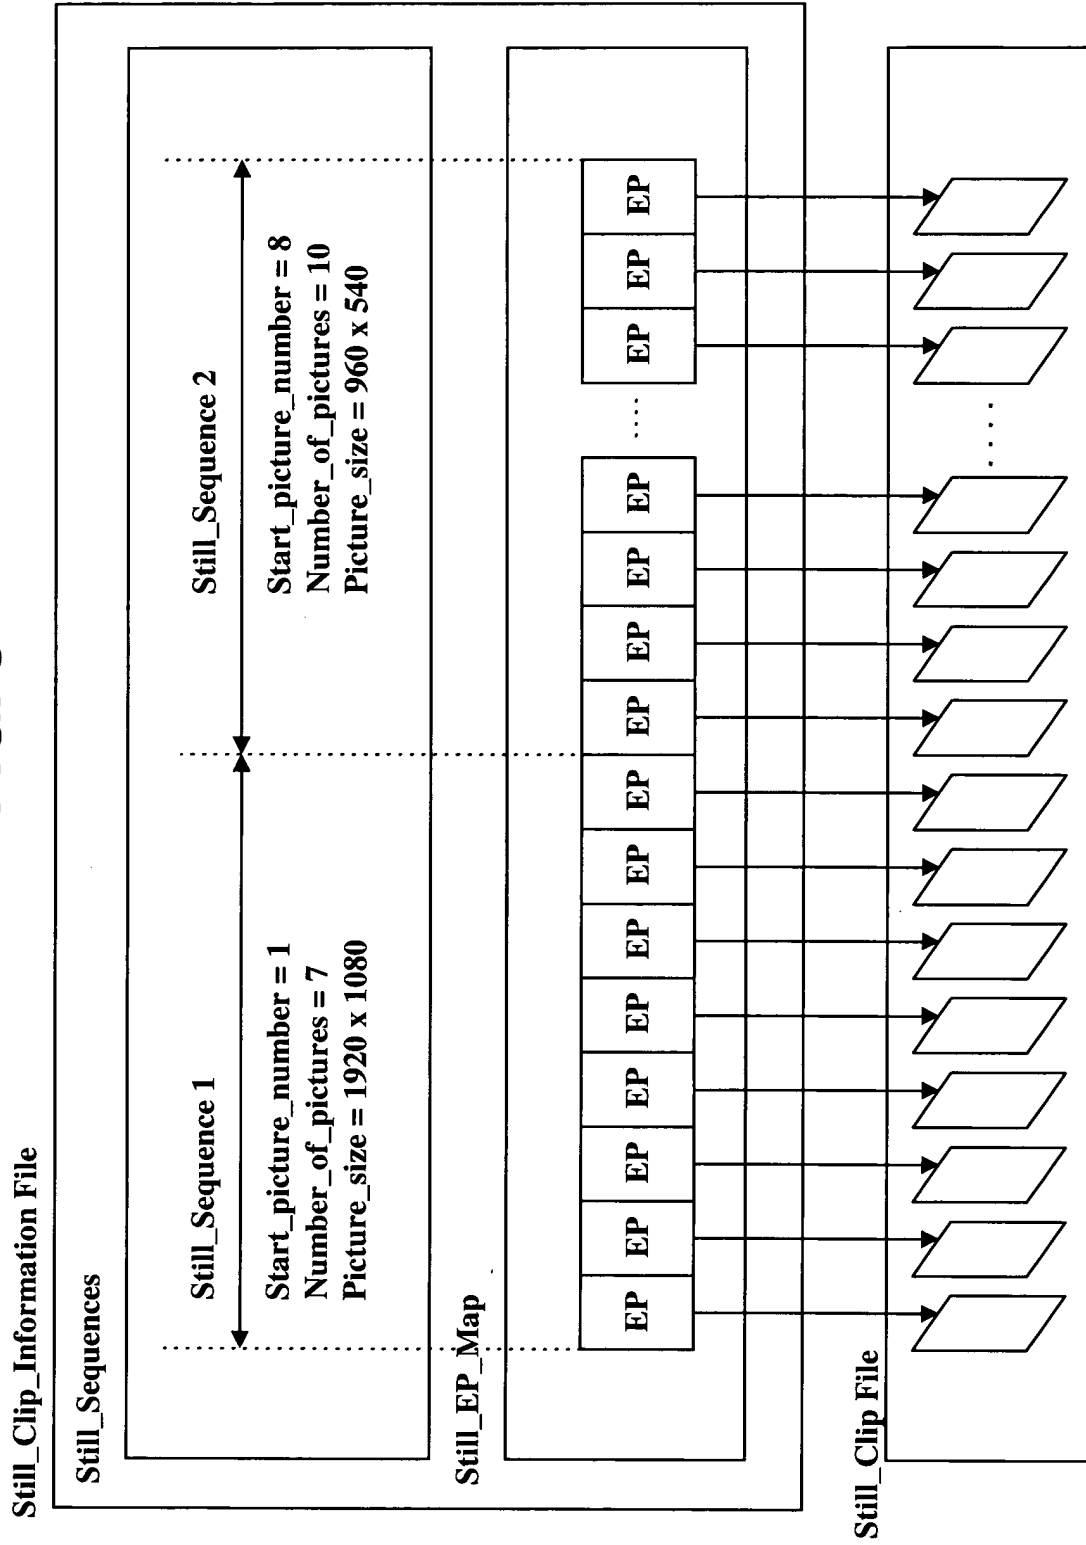 Still_Clip_Information File
Still_Sequences
Still_Sequence 1
Start_picture_number = 1
Number_of_pictures = 7
Picture_size = 1920 x 1080
Still_Sequence 2
Start_picture_number = 8
Number_of_pictures = 10
Picture_size = 960 x 540
Still_EP_Map
EP
EP
EP
EP
EP
EP
EP
EP
EP
EP
EP
EP
.....
EP
EP
EP
Still_Clip File
. . . .